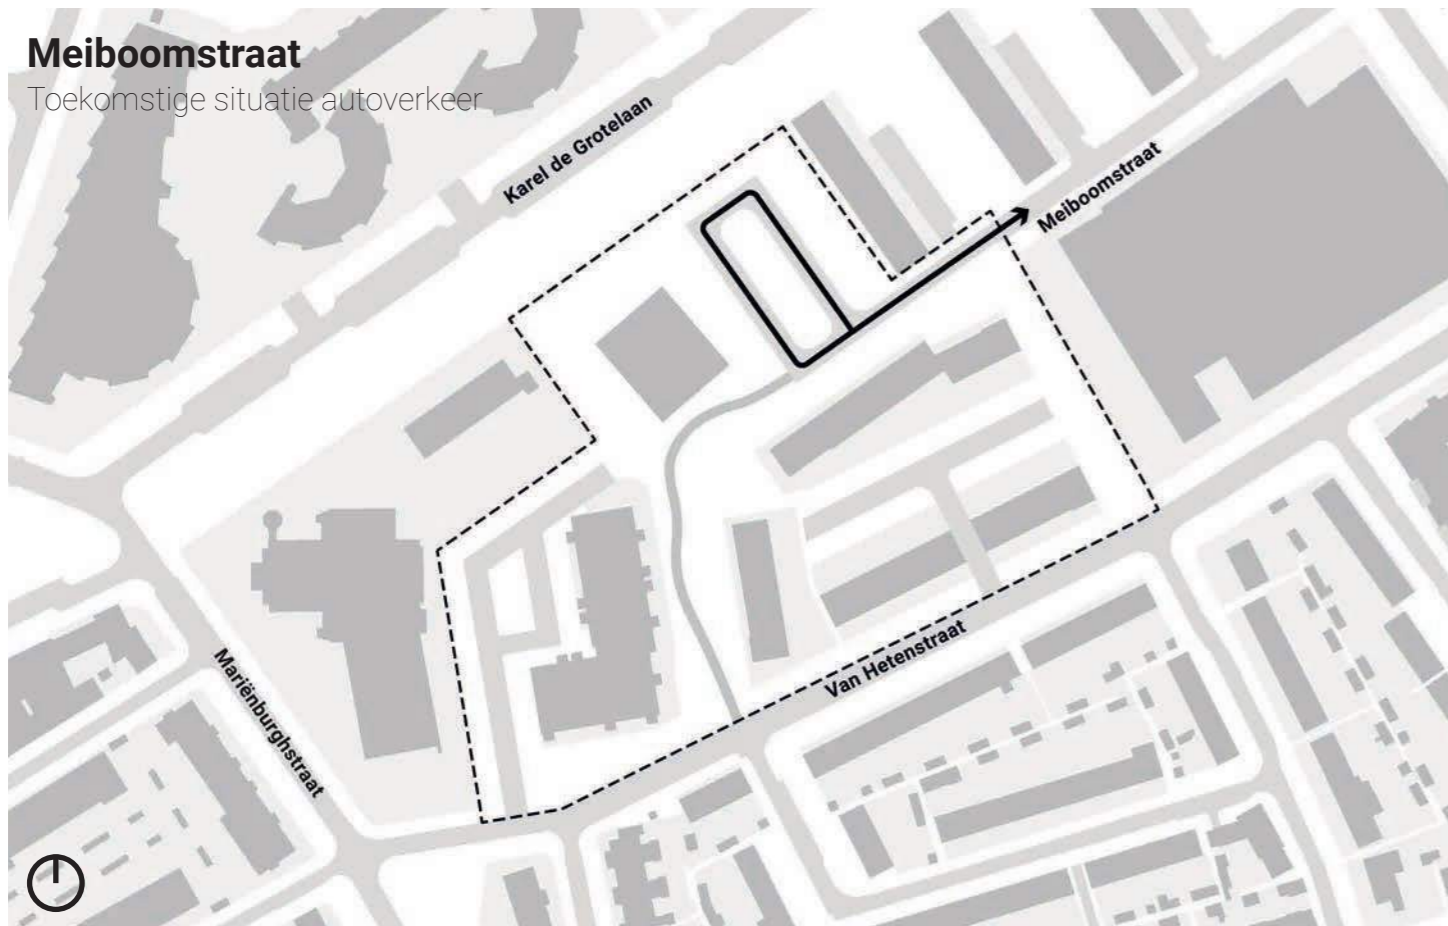 Meiboomstraat
Toekomstige situatie autoverkeer
Karel de Grotelaan
Meiboomstraat
Van Hetenstraat
Mariënburghstraat